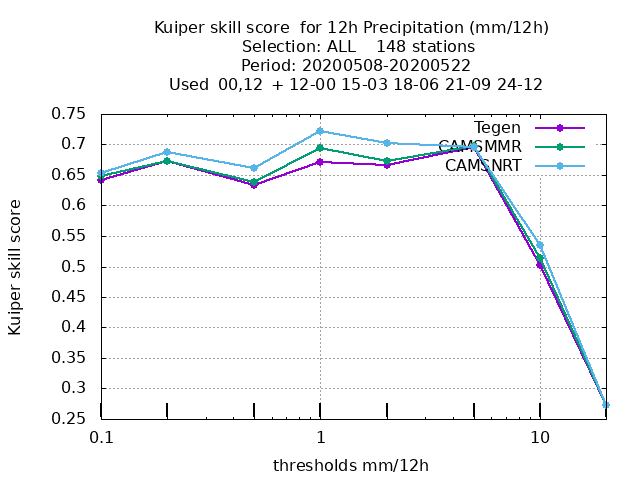 Kuiper skill score  for 12h Precipitation (mm/12h)
Selection: ALL    148 stations
Period: 20200508-20200522
Used  00,12  + 12-00 15-03 18-06 21-09 24-12
Tegen
CAMSMMR
CAMSNRT
0.75
0.7
0.65
0.6
0.55
0.5
0.45
0.4
0.35
0.3
0.25
Kuiper skill score
0.1
1
10
thresholds mm/12h